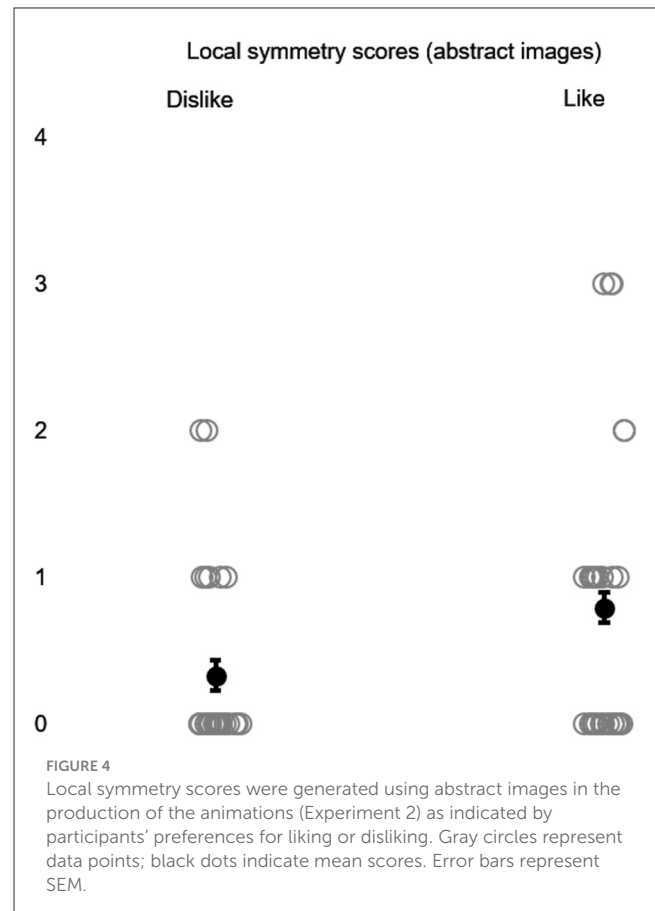 Local symmetry scores (abstract images)
Dislike Like
4
3
2
1
0
FIGURE 4
Local symmetry scores were generated using abstract images in the
production of the animations (Experiment 2) as indicated by
participants’ preferences for liking or disliking. Gray circles represent
data points; black dots indicate mean scores. Error bars represent
SEM.